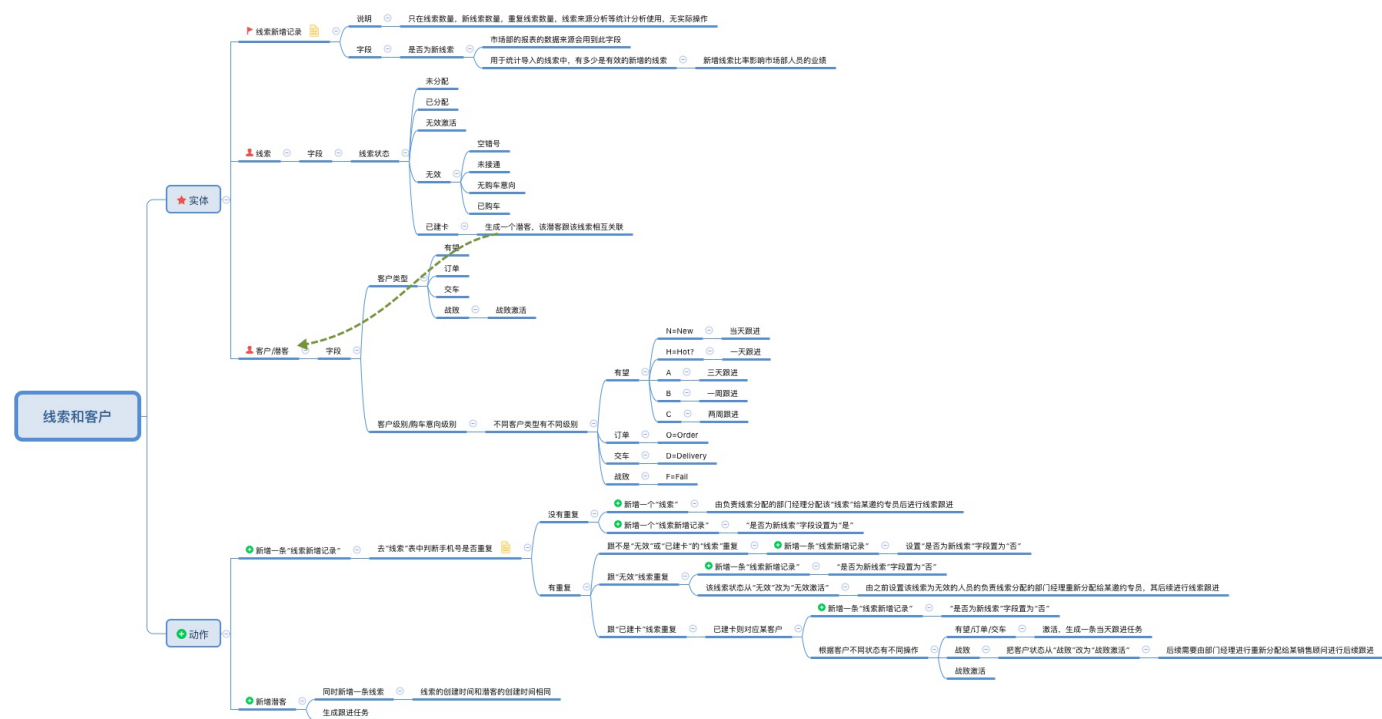 线索和客户
实体
线索新增记录
说明
只在线索数量，新线索数量，重复线索数量，线索来源分析等统计分析使用，无实际操作
字段
是否为新线索
市场部的报表的数据来源会用到此字段
用于统计导入的线索中，有多少是有效的新增的线索
新增线索比率影响市场部人员的业绩
线索
字段
线索状态
未分配
已分配
无效激活
无效
空错号
未接通
无购车意向
已购车
已建卡
生成一个潜客，该潜客跟该线索相互关联
客户/潜客
字段
客户类型
有望
订单
交车
战败
战败激活
客户级别/购车意向级别
不同客户类型有不同级别
有望
N=New
当天跟进
H=Hot?
一天跟进
A
三天跟进
B
一周跟进
C
两周跟进
订单
O=Order
交车
D=Delivery
战败
F=Fail
动作
新增一条“线索新增记录”
去“线索”表中判断手机号是否重复
没有重复
新增一个“线索”
由负责线索分配的部门经理分配该“线索”给某邀约专员后进行线索跟进
新增一个“线索新增记录”
“是否为新线索”字段设置为“是”
有重复
跟不是“无效”或“已建卡”的“线索”重复
新增一条“线索新增记录”
设置“是否为新线索”字段置为“否”
跟“无效”线索重复
新增一条“线索新增记录”
“是否为新线索”字段置为“否”
该线索状态从“无效”改为“无效激活”
由之前设置该线索为无效的人员的负责线索分配的部门经理重新分配给某邀约专员，其后续进行线索跟进
跟“已建卡”线索重复
已建卡则对应某客户
新增一条“线索新增记录”
“是否为新线索”字段置为“否”
根据客户不同状态有不同操作
有望/订单/交车
激活，生成一条当天跟进任务
战败
把客户状态从“战败”改为“战败激活”
后续需要由部门经理进行重新分配给某销售顾问进行后续跟进
战败激活
新增潜客
同时新增一条线索
线索的创建时间和潜客的创建时间相同
生成跟进任务